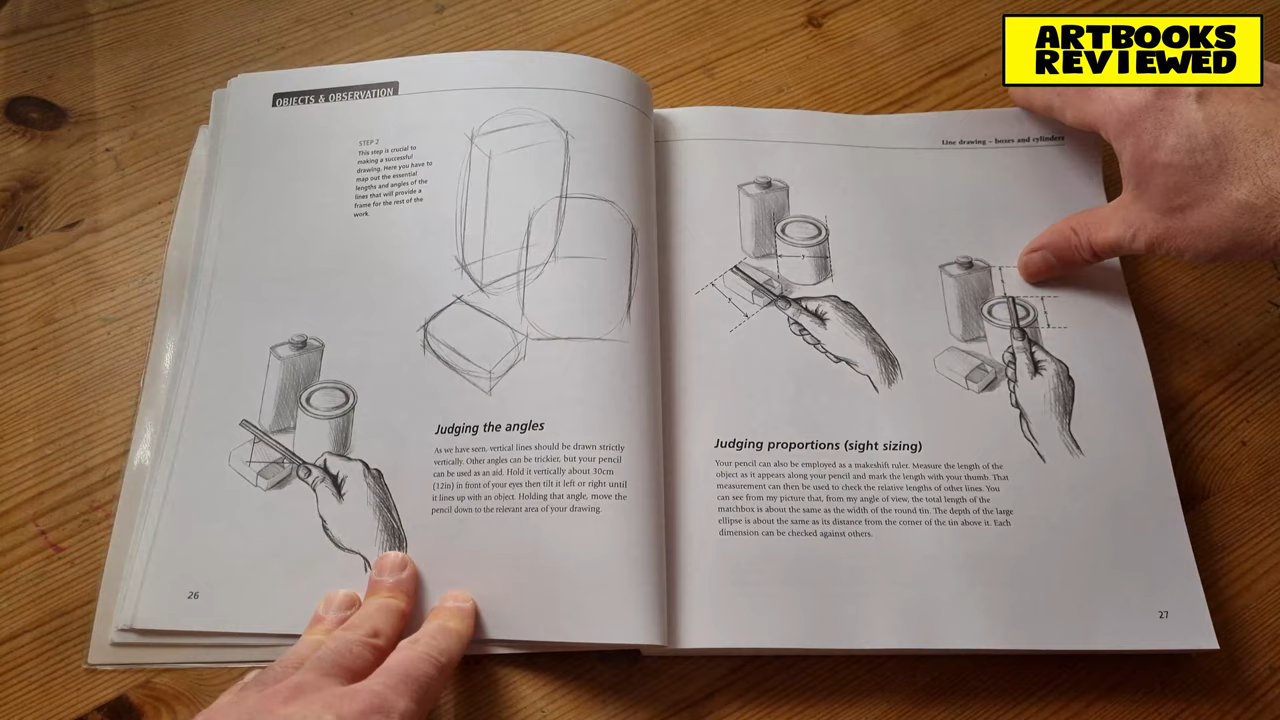 ARTBOOKS
REVIEWED
OBJECTS & OBSERVATION
STEP 2
This step is crucial to
making a successful
drawing. Here you have to
map out the essential
lengths and angles of the
lines that will provide a
frame for the rest of the
work.
Judging the angles
As we have seen, vertical lines should be drawn strictly
vertically. Other angles can be trickier, but your pencil
can be used as an aid. Hold it vertically about 30cm
(12in) in front of your eyes then tilt it left or right until
it lines up with an object. Holding that angle, move the
pencil down to the relevant area of your drawing.
26
Line drawing – boxes and cylinders
Judging proportions (sight sizing)
Your pencil can also be employed as a makeshift ruler. Measure the length of the
object as it appears along your pencil and mark the length with your thumb. That
measurement can then be used to check the relative lengths of other lines. You
can see from my picture that, from my angle of view, the total length of the
matchbox is about the same as the width of the round tin. The depth of the large
ellipse is about the same as its distance from the corner of the tin above it. Each
dimension can be checked against others.
27